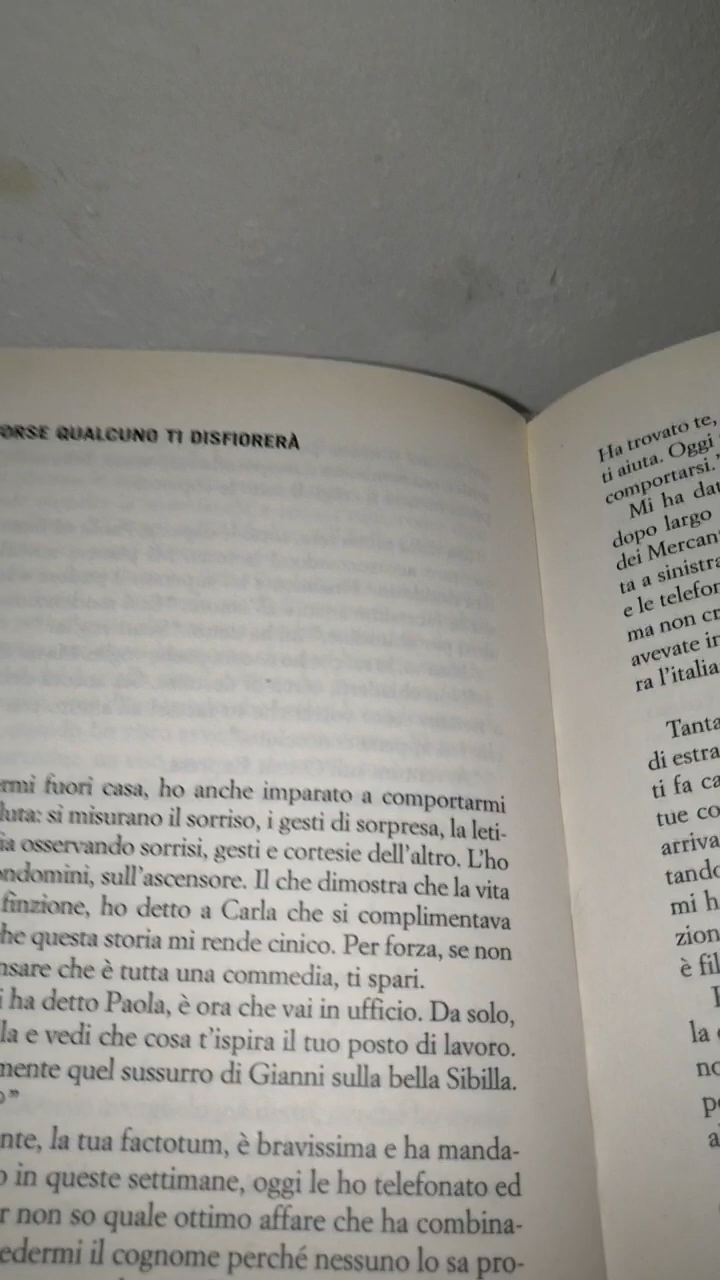 ORSE QUALCUNO TI DISFIORERÀ
ermi fuori casa, ho anche imparato a comportarmi
luta: si misurano il sorriso, i gesti di sorpresa, la leti-
ia osservando sorrisi, gesti e cortesie dell'altro. L'ho
ondomini, sull'ascensore. Il che dimostra che la vita
finzione, ho detto a Carla che si complimentava
he questa storia mi rende cinico. Per forza, se non
nsare che è tutta una commedia, ti spari.
i ha detto Paola, è ora che vai in ufficio. Da solo,
la e vedi che cosa t'ispira il tuo posto di lavoro.
mente quel sussurro di Gianni sulla bella Sibilla.
o”
nte, la tua factotum, è bravissima e ha manda-
o in queste settimane, oggi le ho telefonato ed
r non so quale ottimo affare che ha combina-
edermi il cognome perché nessuno lo sa pro-
Ha trovato te,
ti aiuta. Oggi
comportarsi.”
Mi ha dat
dopo largo
dei Mercan
ta a sinistra
e le telefon
ma non cr
avevate in
ra l'italia
Tanta
di estra
ti fa ca
tue co
arriva
tando
mi h
zion
è fil
la
no
p
a